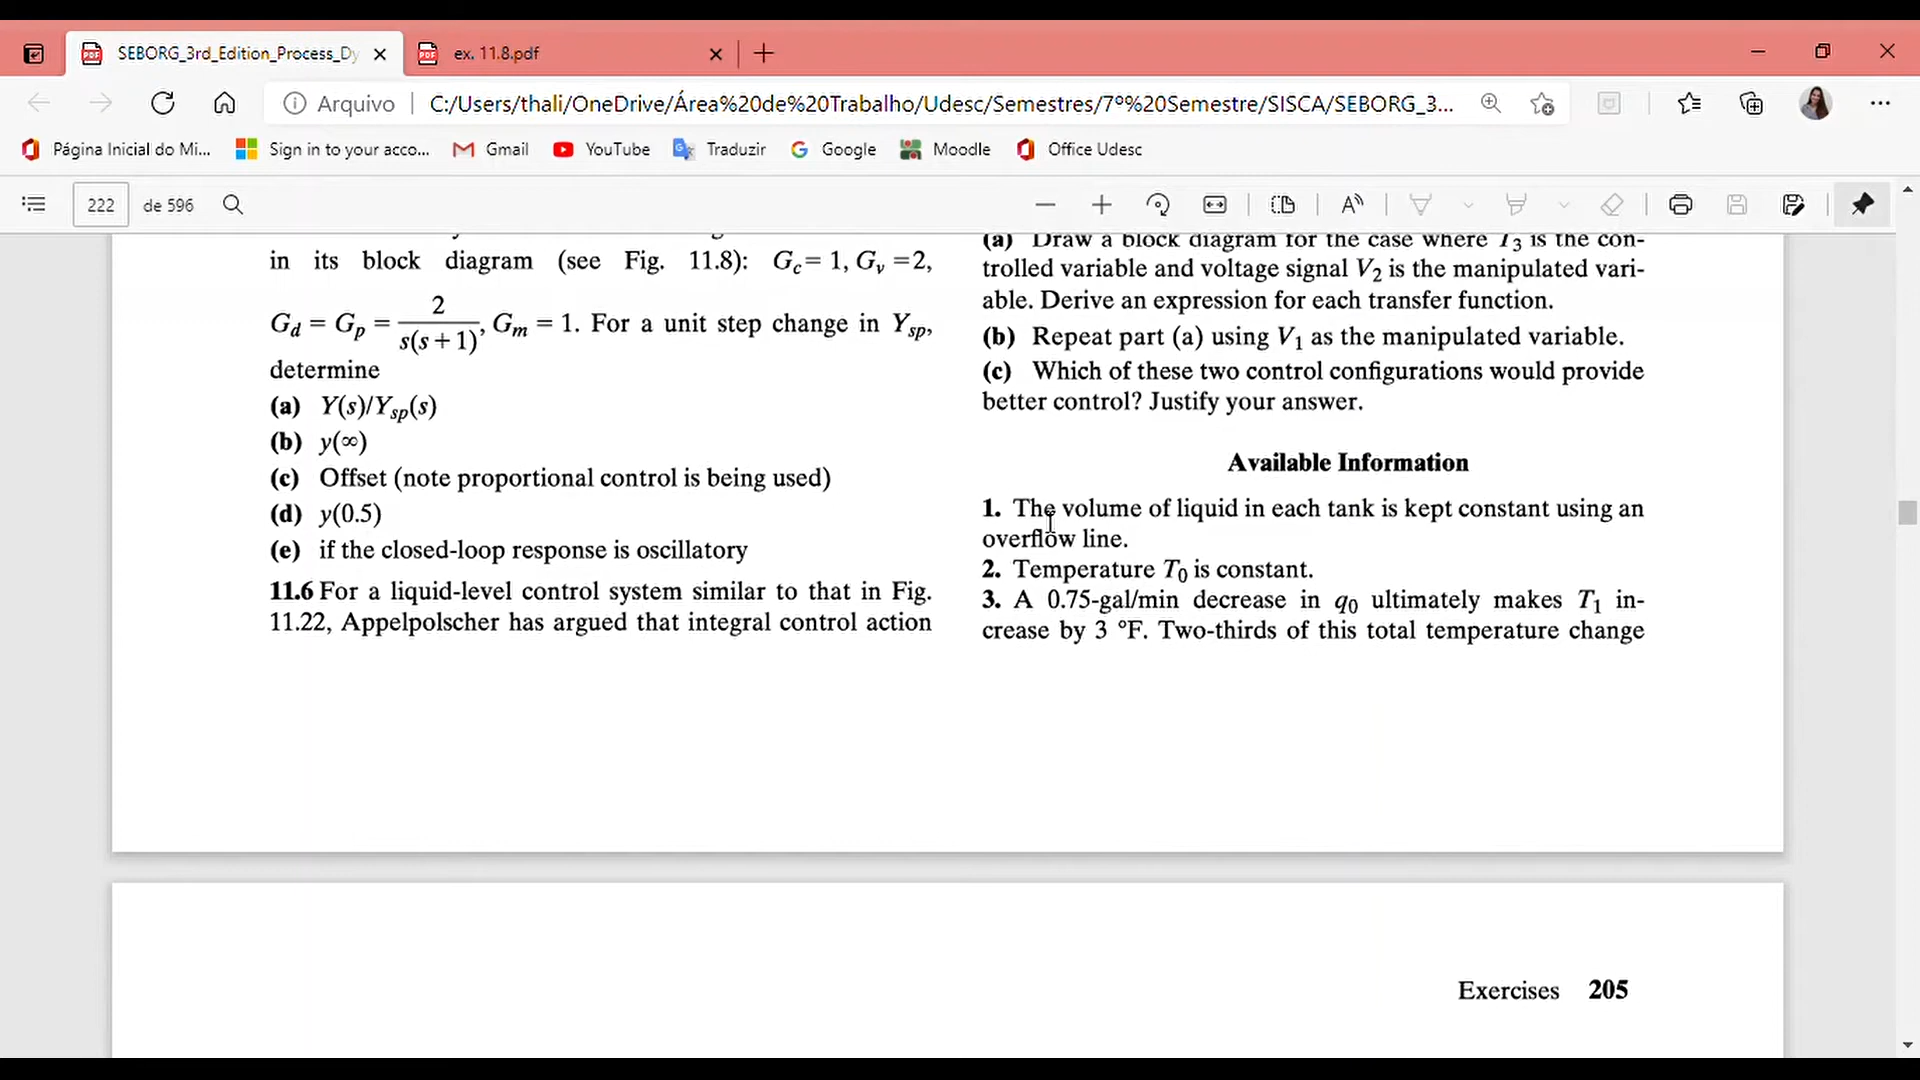 SEBORG_3rd_Edition_Process_Dy
ex. 11.8.pdf
Arquivo
C:/Users/thali/OneDrive/Área%20de%20Trabalho/Udesc/Semestres/7º%20Semestre/SISCA/SEBORG_3...
Página Inicial do Mi...
Sign in to your acco...
Gmail
YouTube
Traduzir
Google
Moodle
Office Udesc
222 de 596
in its block diagram (see Fig. 11.8): G_c = 1, G_v = 2,
G_d = G_p = 2/(s(s + 1)), G_m = 1. For a unit step change in Y_sp,
determine
(a) Y(s)/Y_sp(s)
(b) y(∞)
(c) Offset (note proportional control is being used)
(d) y(0.5)
(e) if the closed-loop response is oscillatory
11.6 For a liquid-level control system similar to that in Fig.
11.22, Appelpolscher has argued that integral control action
(a) Draw a block diagram for the case where T_3 is the con-
trolled variable and voltage signal V_2 is the manipulated vari-
able. Derive an expression for each transfer function.
(b) Repeat part (a) using V_1 as the manipulated variable.
(c) Which of these two control configurations would provide
better control? Justify your answer.
Available Information
1. The volume of liquid in each tank is kept constant using an
overflow line.
2. Temperature T_0 is constant.
3. A 0.75-gal/min decrease in q_0 ultimately makes T_1 in-
crease by 3 °F. Two-thirds of this total temperature change
Exercises 205